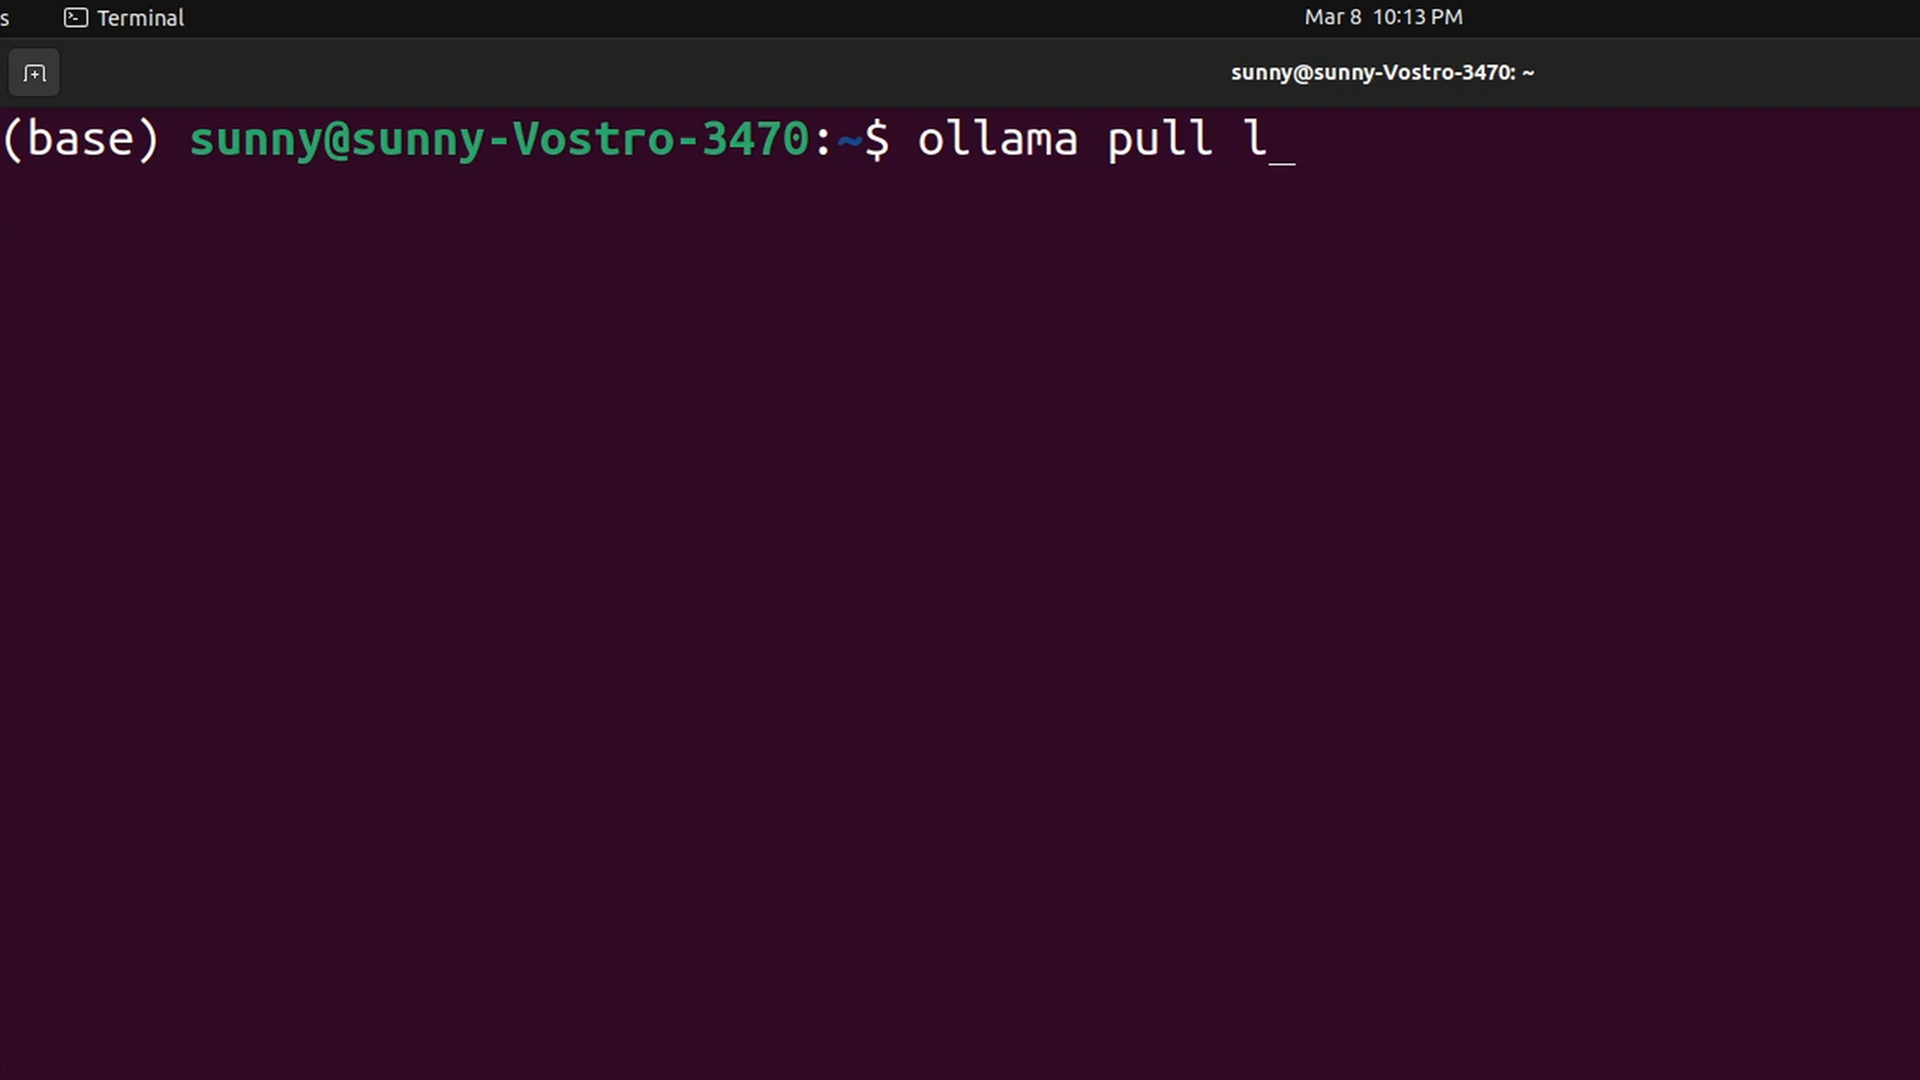 s Terminal Mar 8 10:13 PM
sunny@sunny-Vostro-3470: ~
(base) sunny@sunny-Vostro-3470:~$ ollama pull l_